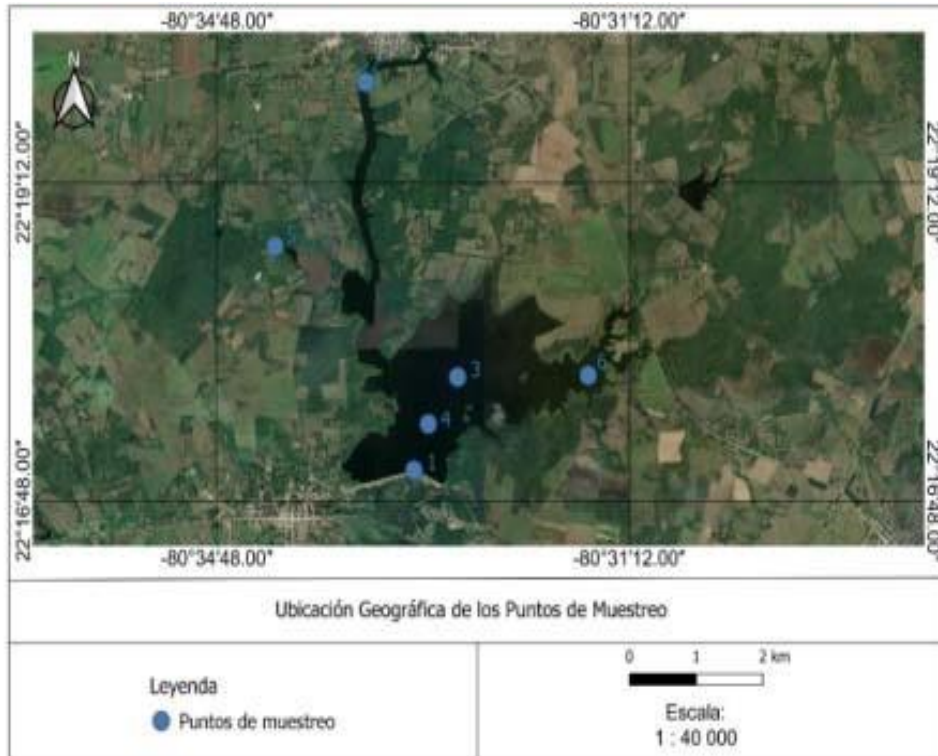 -80°34'48.00" -80°31'12.00"
N
22°19'12.00" 22°19'12.00"
3 6
4
1
22°16'48.00" 22°16'48.00"
-80°34'48.00" -80°31'12.00"
Ubicación Geográfica de los Puntos de Muestreo
Leyenda
Puntos de muestreo
0 1 2 km
Escala:
1 : 40 000